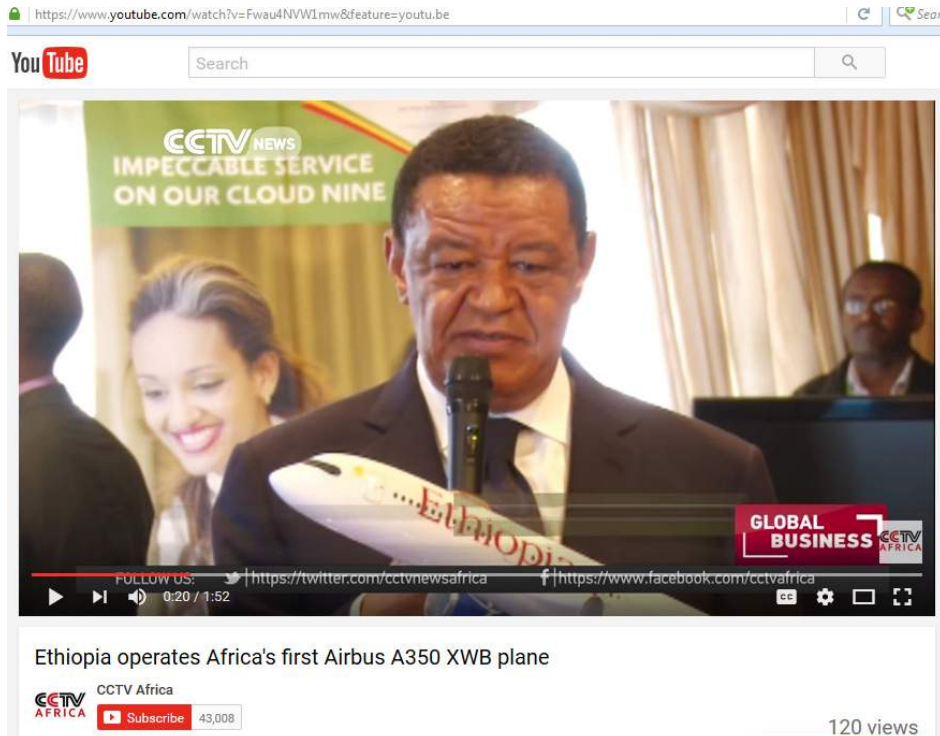 https://www.youtube.com/watch?v=Fwau4NVW1mw&feature=youtu.be
You Tube
Search
CCTV NEWS
IMPECCABLE SERVICE
ON OUR CLOUD NINE
Ethiopia
GLOBAL
BUSINESS
CCTV
AFRICA
FOLLOW US: https://twitter.com/cctvnewsafrica f https://www.facebook.com/cctvafrica
0:20 / 1:52
cc
Ethiopia operates Africa's first Airbus A350 XWB plane
CCTV
AFRICA
CCTV Africa
Subscribe 43,008
120 views